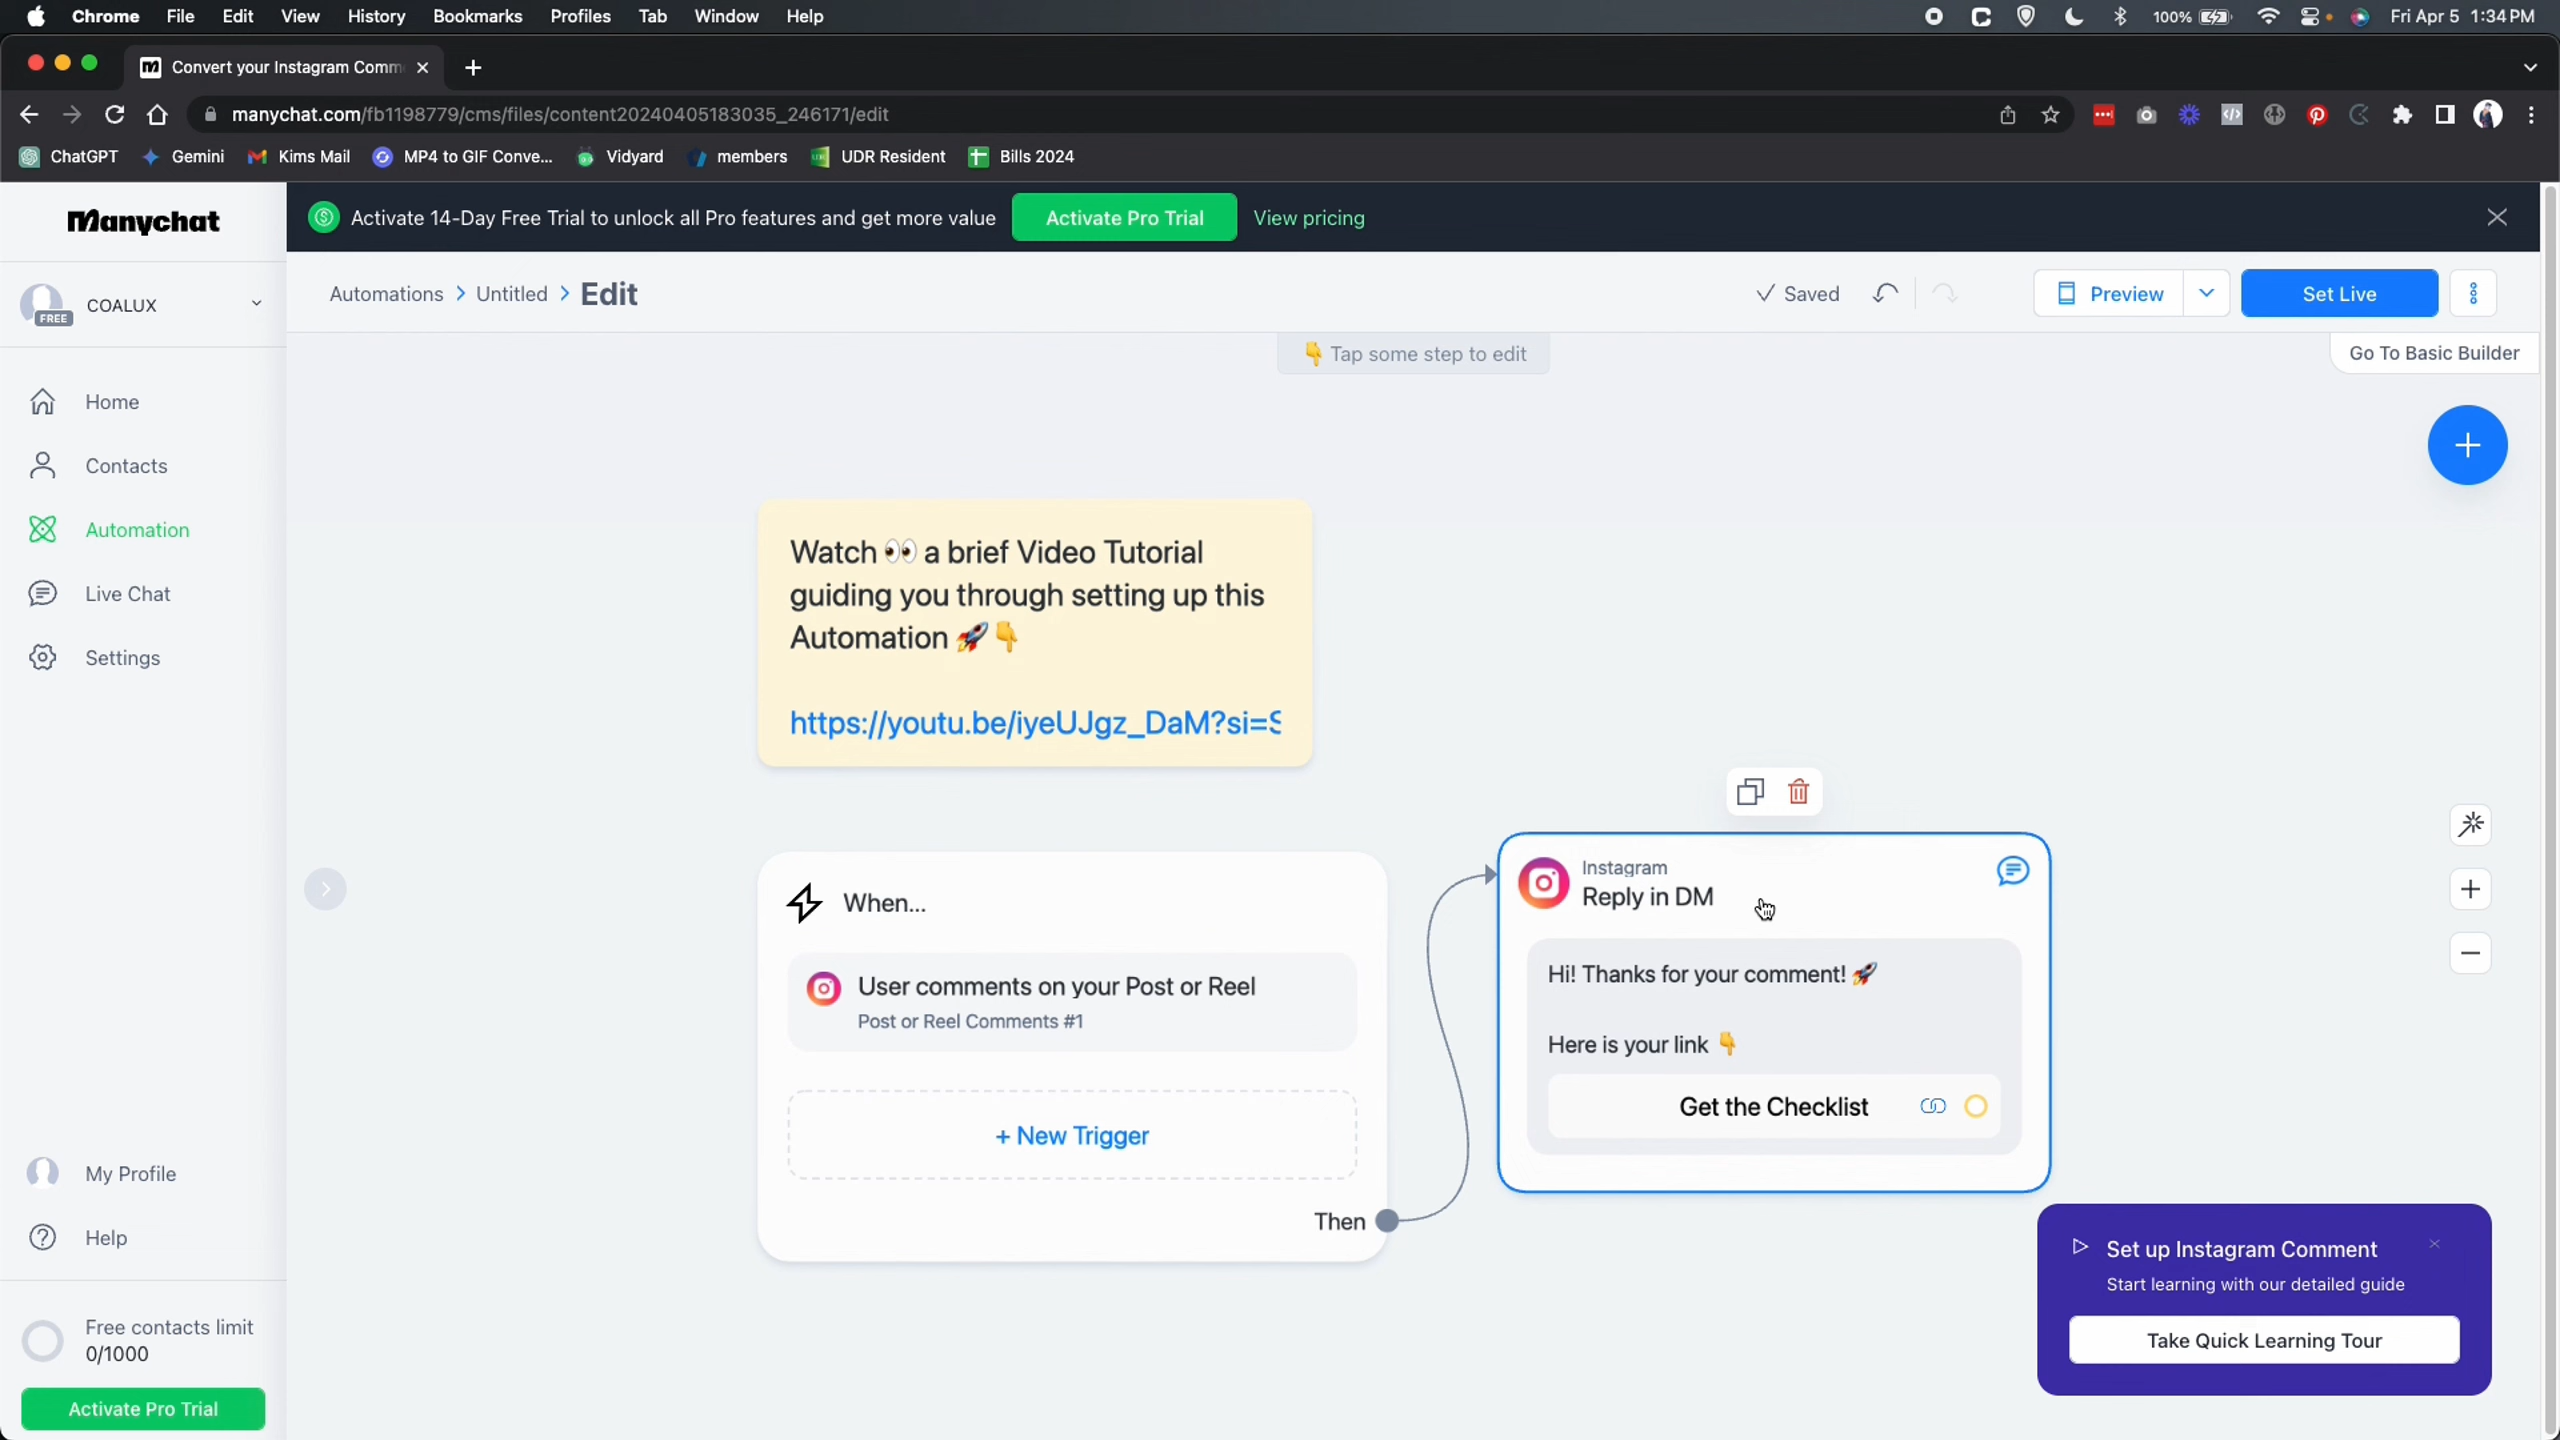 Chrome File Edit View History Bookmarks Profiles Tab Window Help 100% Fri Apr 5 1:34 PM
Convert your Instagram Comm
manychat.com/fb1198779/cms/files/content20240405183035_246171/edit
ChatGPT Gemini Kims Mail MP4 to GIF Conve... Vidyard members UDR Resident Bills 2024
Manychat
Activate 14-Day Free Trial to unlock all Pro features and get more value Activate Pro Trial View pricing
COALUX
FREE
Automations > Untitled > Edit
Saved
Preview
Set Live
👇 Tap some step to edit
Go To Basic Builder
Home
Contacts
Automation
Live Chat
Settings
Watch 👀 a brief Video Tutorial
guiding you through setting up this
Automation 🚀👇
https://youtu.be/iyeUJgz_DaM?si=S
When...
User comments on your Post or Reel
Post or Reel Comments #1
+ New Trigger
Then
Instagram
Reply in DM
Hi! Thanks for your comment! 🚀
Here is your link 👇
Get the Checklist
My Profile
Help
Free contacts limit
0/1000
Activate Pro Trial
Set up Instagram Comment
Start learning with our detailed guide
Take Quick Learning Tour